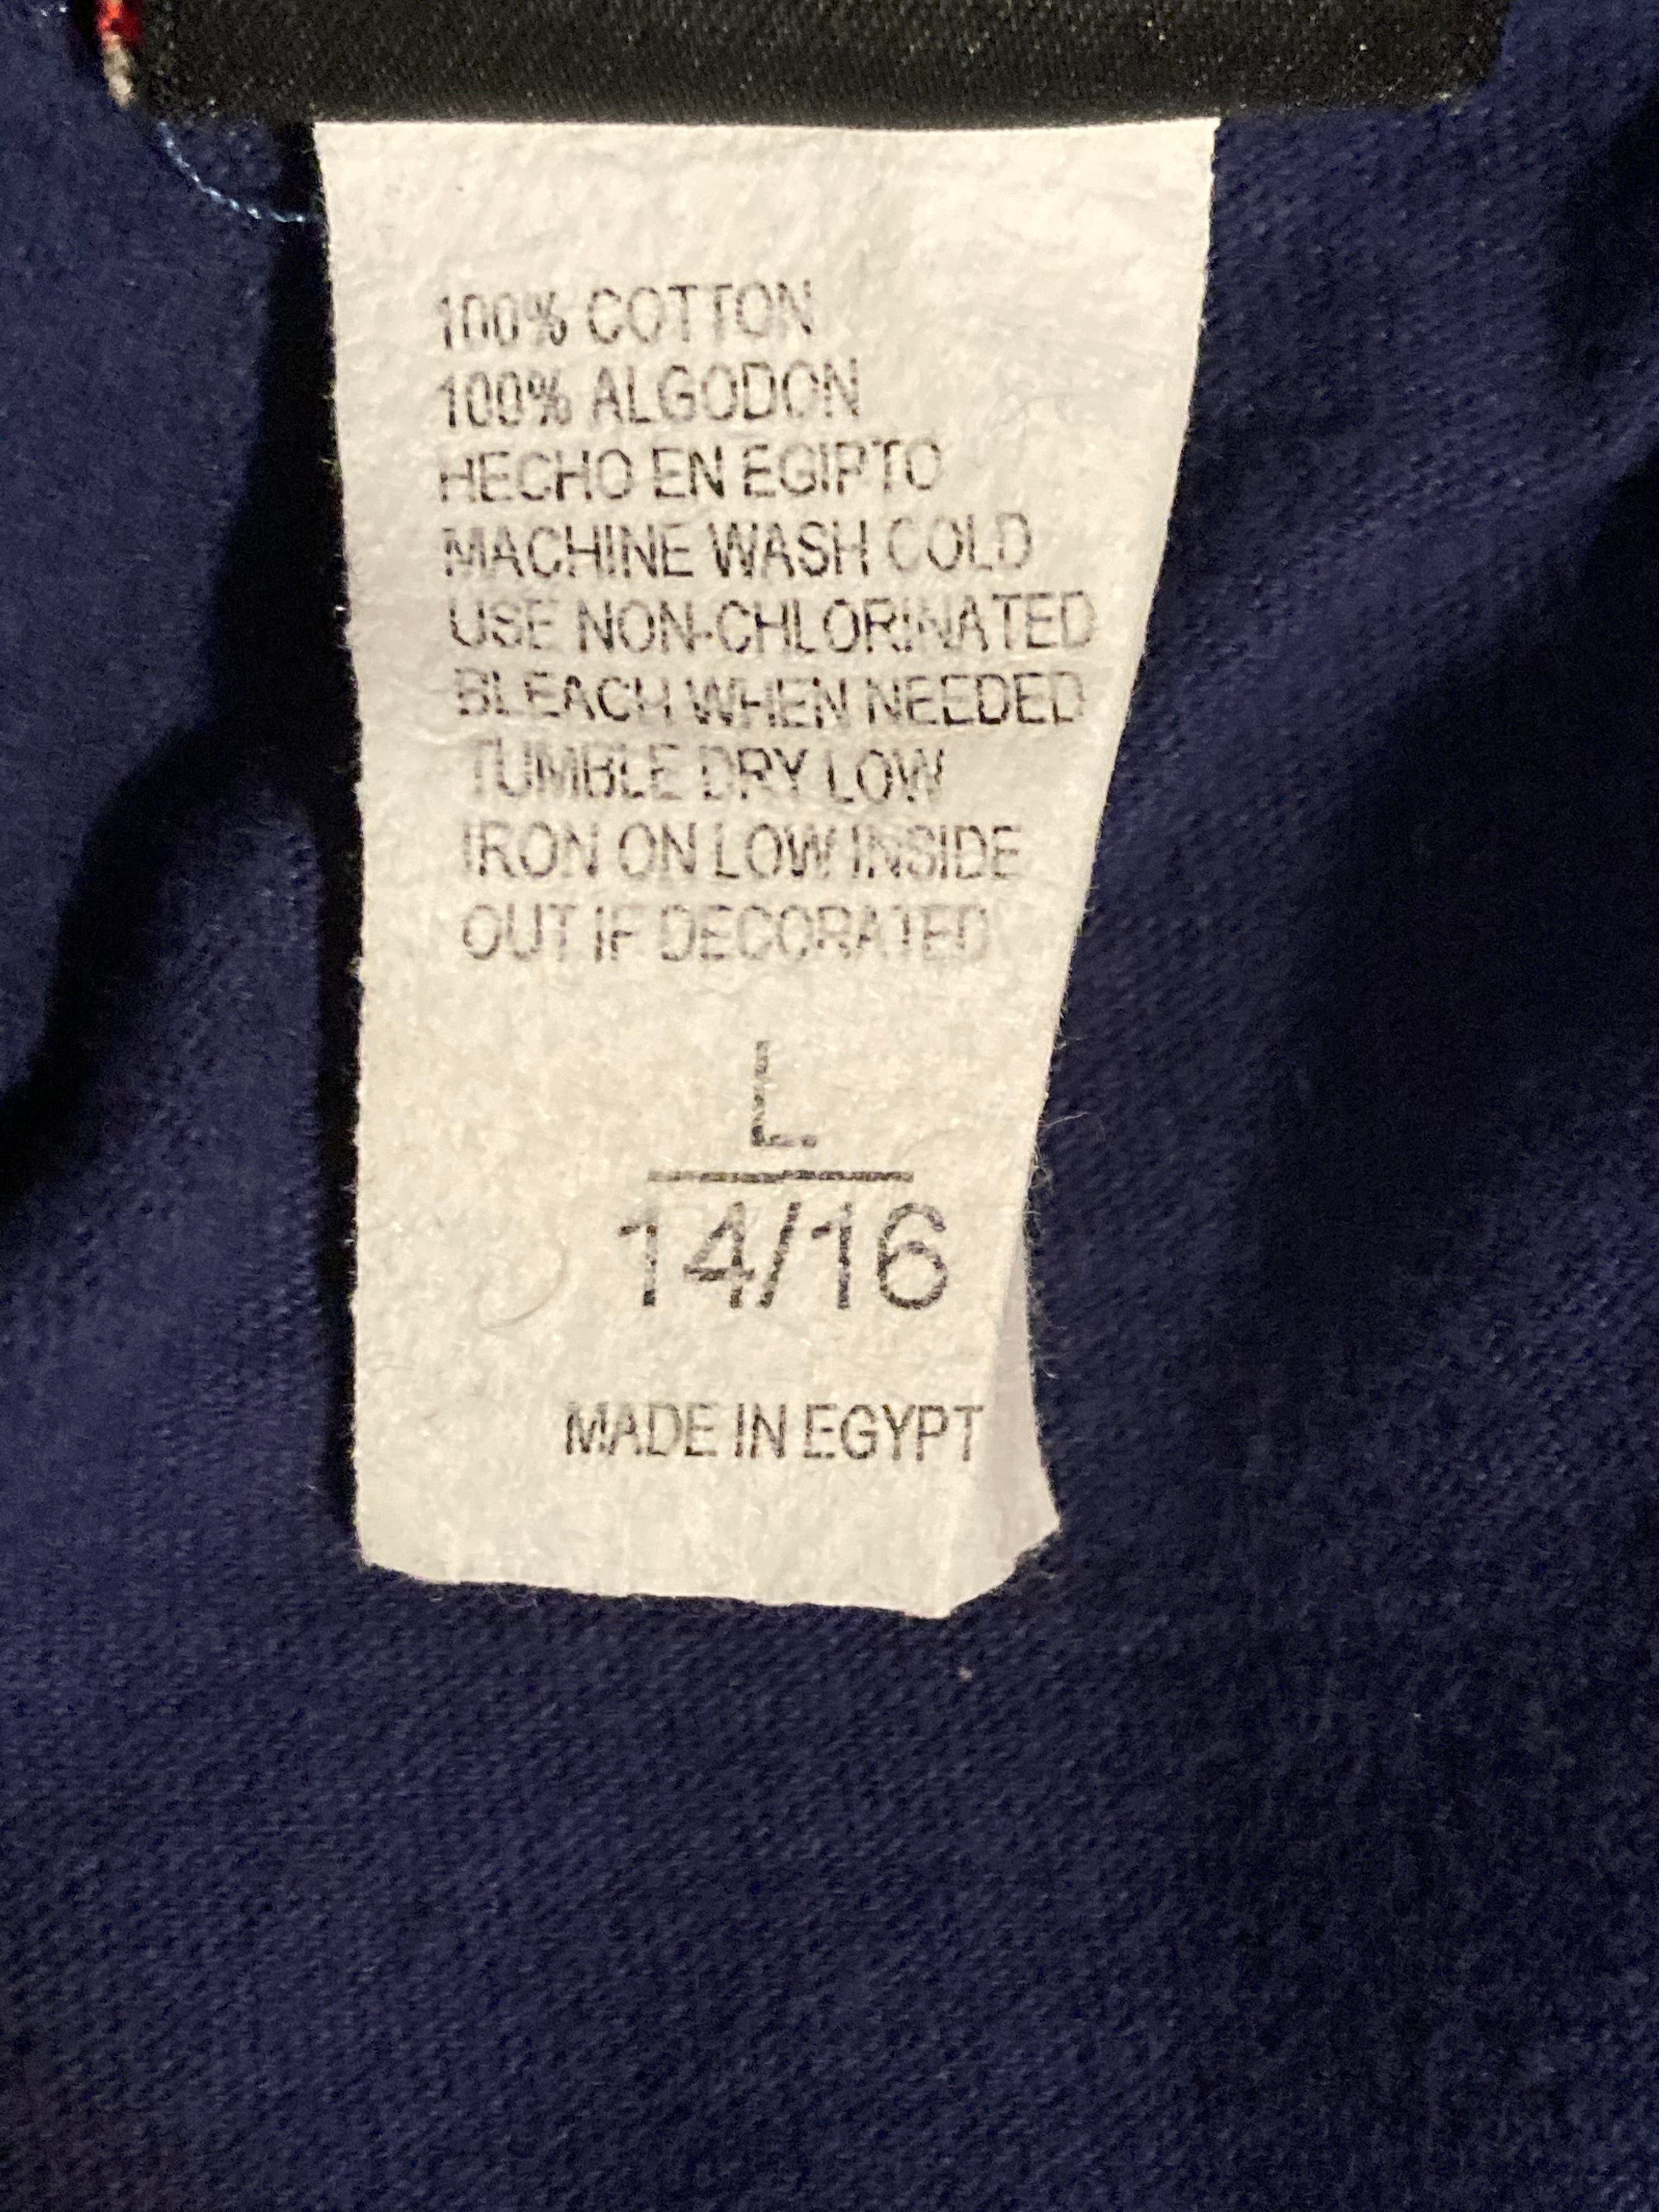 100% COTTON
100% ALGODON
HECHO EN EGIPTO
MACHINE WASH COLD
USE NON-CHLORINATED
BLEACH WHEN NEEDED
TUMBLE DRY LOW
IRON ON LOW INSIDE
OUT IF DECORATED
L
14/16
MADE IN EGYPT